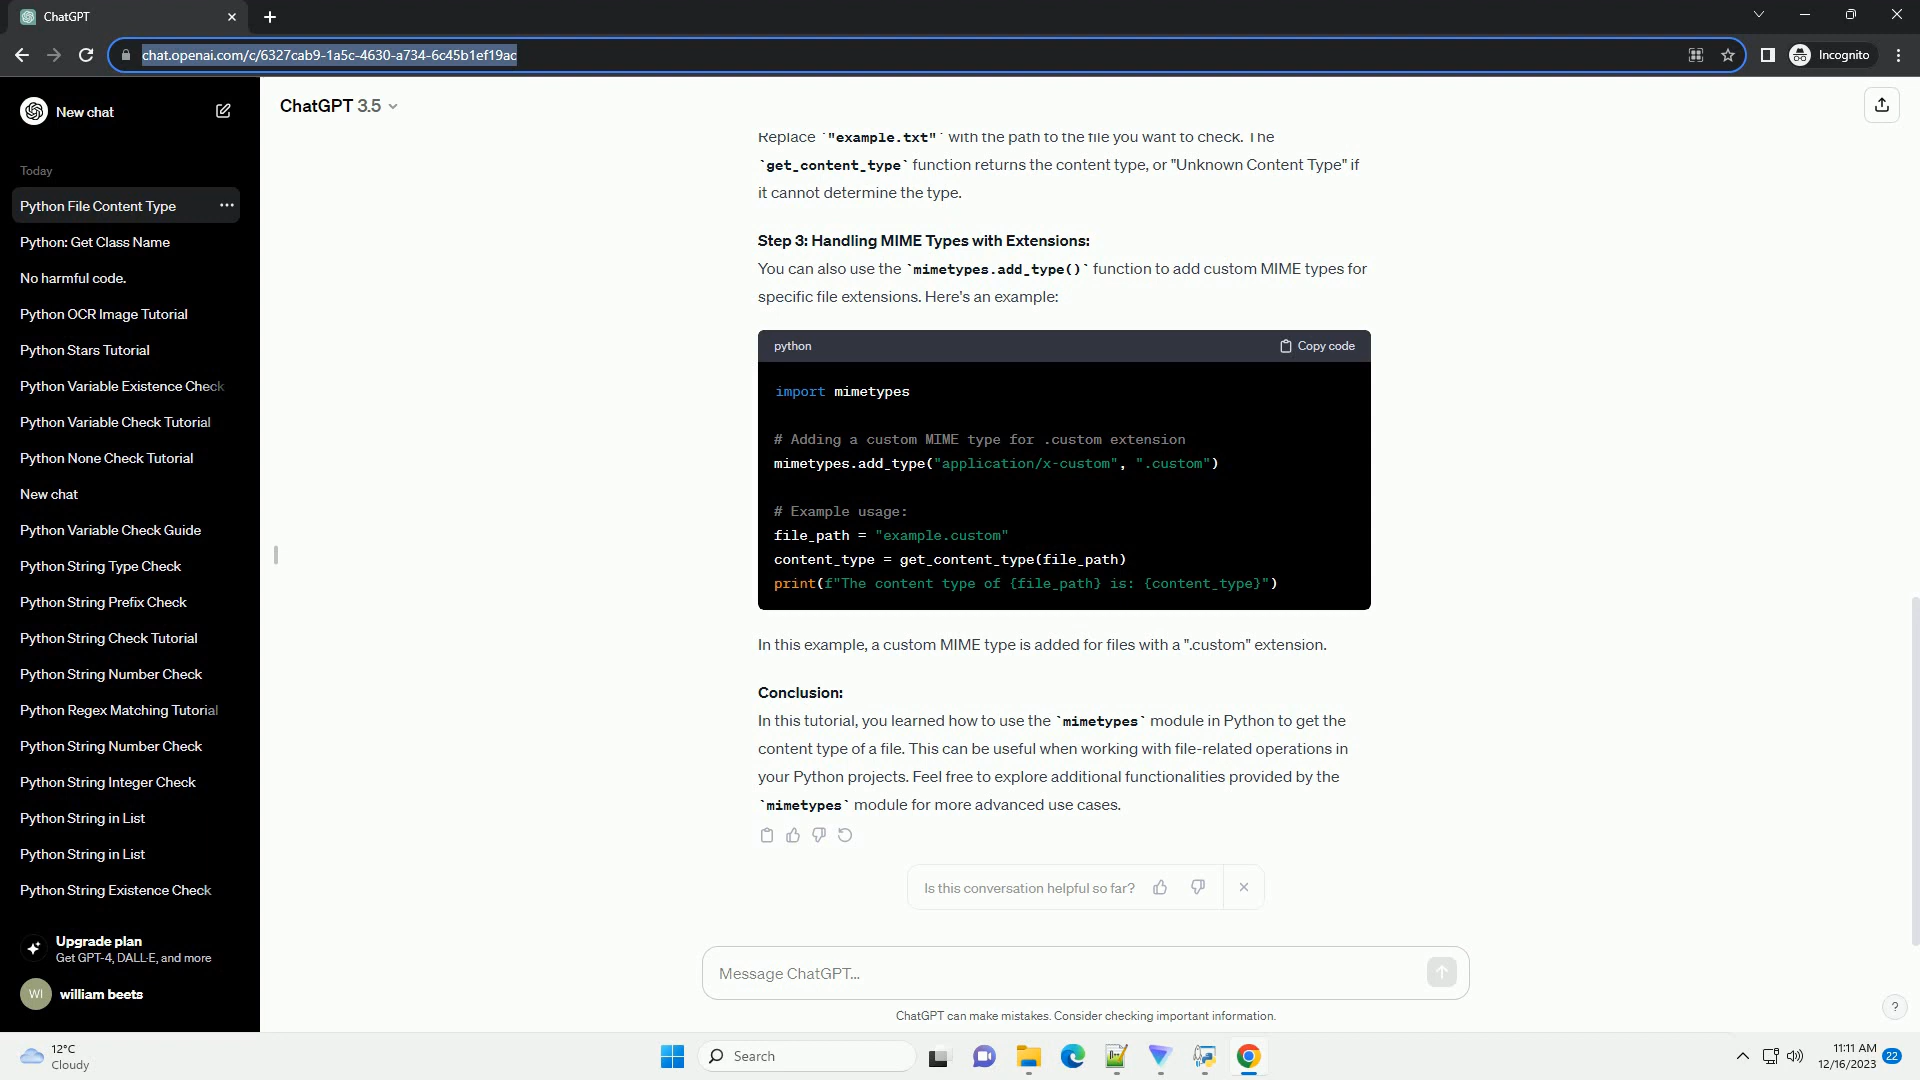 ChatGPT
chat.openai.com/c/6327cab9-1a5c-4630-a734-6c45b1ef19ac
Incognito
New chat
Today
Python File Content Type
Python: Get Class Name
No harmful code.
Python OCR Image Tutorial
Python Stars Tutorial
Python Variable Existence Check
Python Variable Check Tutorial
Python None Check Tutorial
New chat
Python Variable Check Guide
Python String Type Check
Python String Prefix Check
Python String Check Tutorial
Python String Number Check
Python Regex Matching Tutorial
Python String Number Check
Python String Integer Check
Python String in List
Python String in List
Python String Existence Check
Upgrade plan
Get GPT-4, DALL·E, and more
WI
william beets
ChatGPT 3.5
Replace `"example.txt"` with the path to the file you want to check. The
`get_content_type` function returns the content type, or "Unknown Content Type" if
it cannot determine the type.
Step 3: Handling MIME Types with Extensions:
You can also use the `mimetypes.add_type()` function to add custom MIME types for
specific file extensions. Here's an example:
python
Copy code
import mimetypes
# Adding a custom MIME type for .custom extension
mimetypes.add_type("application/x-custom", ".custom")
# Example usage:
file_path = "example.custom"
content_type = get_content_type(file_path)
print(f"The content type of {file_path} is: {content_type}")
In this example, a custom MIME type is added for files with a ".custom" extension.
Conclusion:
In this tutorial, you learned how to use the `mimetypes` module in Python to get the
content type of a file. This can be useful when working with file-related operations in
your Python projects. Feel free to explore additional functionalities provided by the
`mimetypes` module for more advanced use cases.
Is this conversation helpful so far?
Message ChatGPT...
ChatGPT can make mistakes. Consider checking important information.
?
12°C
Cloudy
Search
11:11 AM
12/16/2023
22